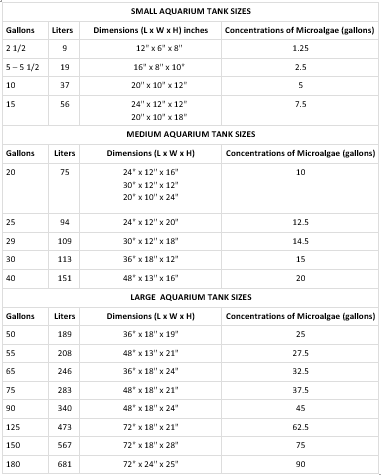 SMALL AQUARIUM TANK SIZES
Gallons Liters Dimensions (L x W x H) inches Concentrations of Microalgae (gallons)
2 1/2 9 12" x 6" x 8" 1.25
5 – 5 1/2 19 16" x 8" x 10" 2.5
10 37 20" x 10" x 12" 5
15 56 24" x 12" x 12" 7.5
20" x 10" x 18"
MEDIUM AQUARIUM TANK SIZES
Gallons Liters Dimensions (L x W x H) Concentrations of Microalgae (gallons)
20 75 24" x 12" x 16" 10
30" x 12" x 12"
20" x 10" x 24"
25 94 24" x 12" x 20" 12.5
29 109 30" x 12" x 18" 14.5
30 113 36" x 18" x 12" 15
40 151 48" x 13" x 16" 20
LARGE AQUARIUM TANK SIZES
Gallons Liters Dimensions (L x W x H) Concentrations of Microalgae (gallons)
50 189 36" x 18" x 19" 25
55 208 48" x 13" x 21" 27.5
65 246 36" x 18" x 24" 32.5
75 283 48" x 18" x 21" 37.5
90 340 48" x 18" x 24" 45
125 473 72" x 18" x 21" 62.5
150 567 72" x 18" x 28" 75
180 681 72" x 24" x 25" 90